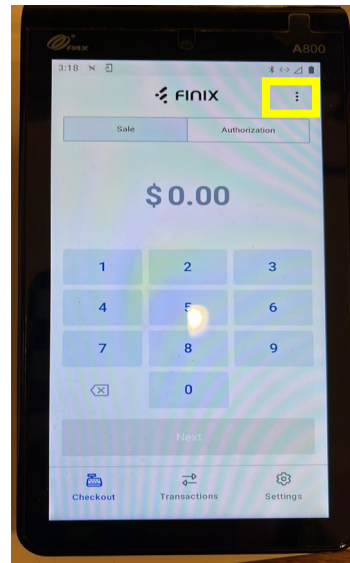 PAX
A800
3:18
FINIX
Sale Authorization
$0.00
1 2 3
4 5 6
7 8 9
0
Next
Checkout Transactions Settings